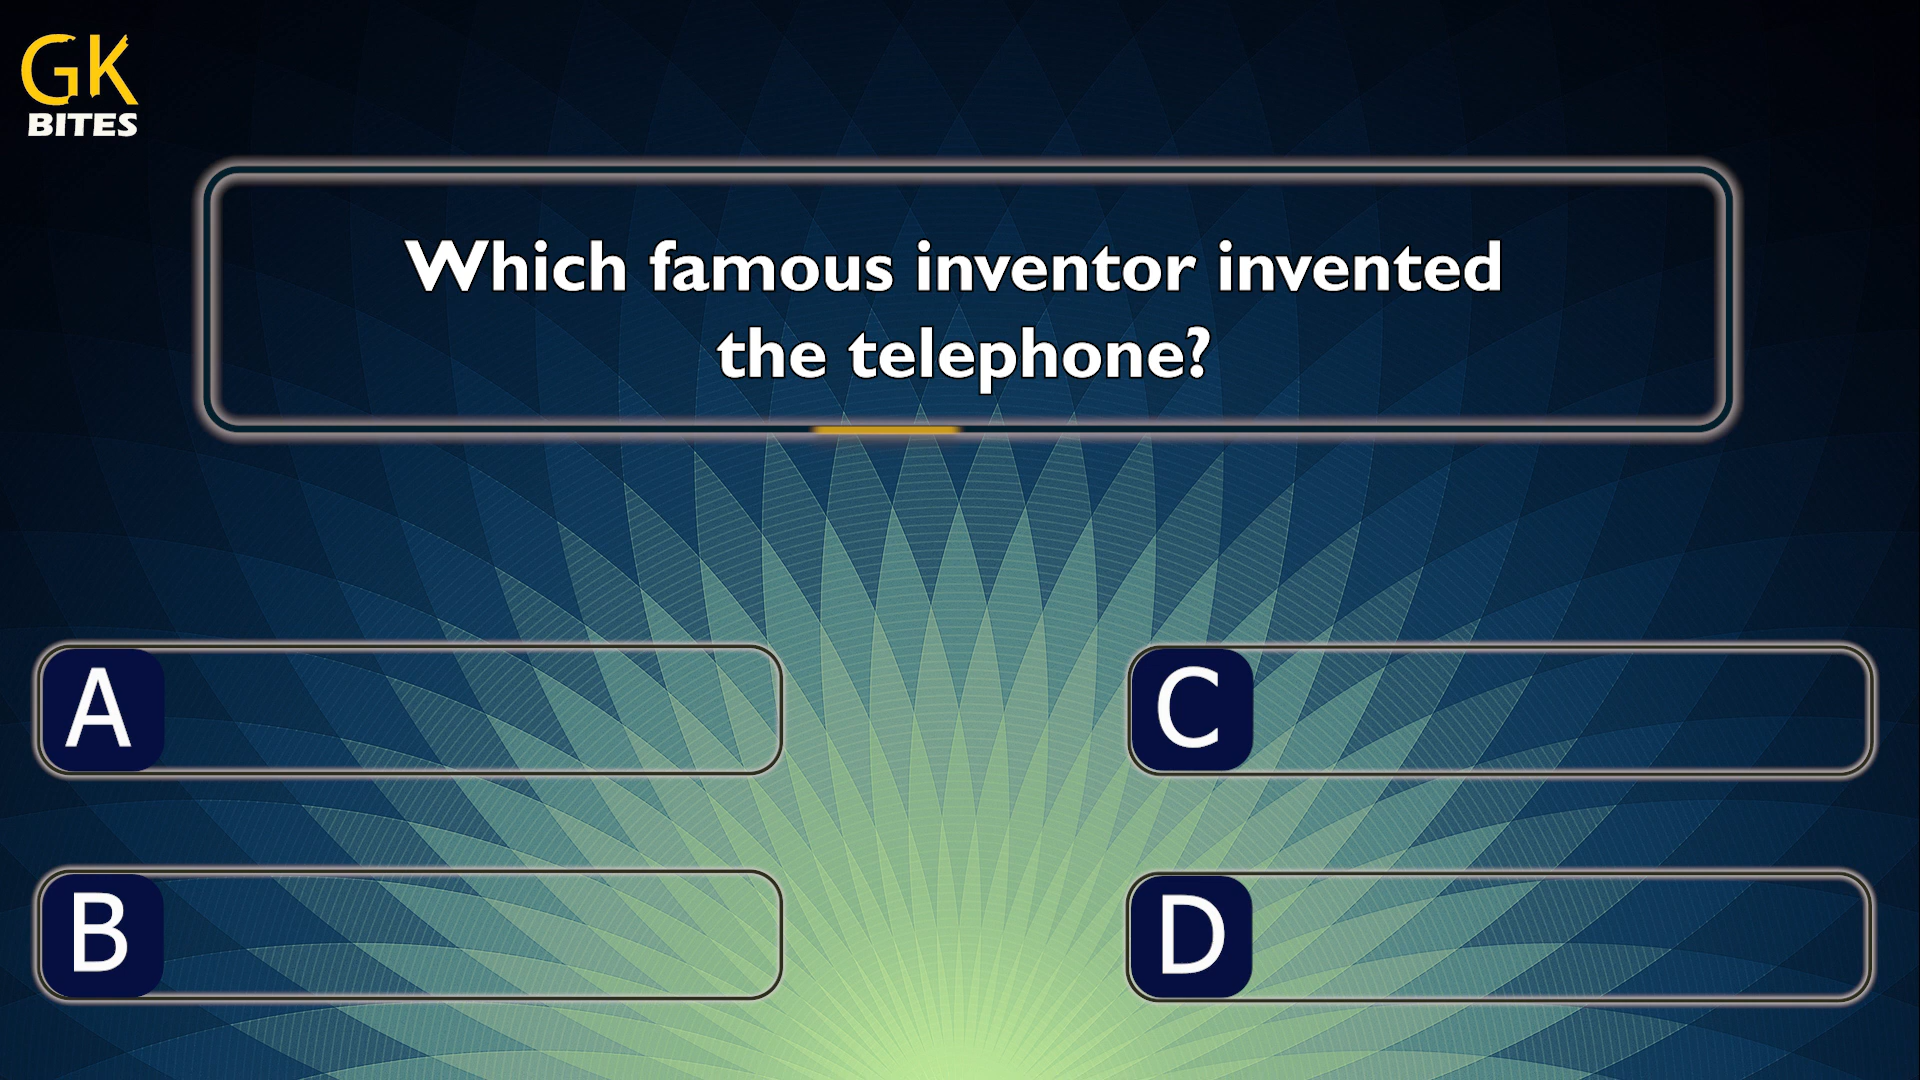 GK
BITES
Which famous inventor invented
the telephone?
A
C
B
D